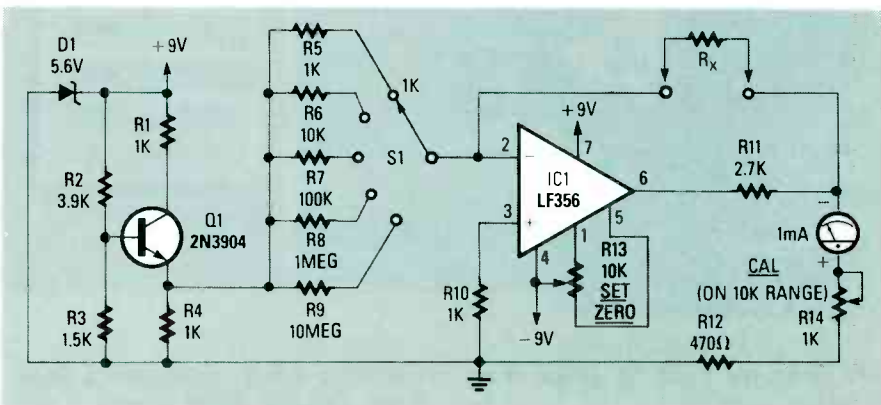 D1
5.6V
+9V
R1
1K
R2
3.9K
Q1
2N3904
R3
1.5K
R4
1K
R5
1K
R6
10K
R7
100K
R8
1MEG
R9
10MEG
1K
S1
RX
+9V
2
−
7
IC1
LF356
6
3
+
4
1
5
R10
1K
−9V
R13
10K
SET
ZERO
R11
2.7K
−
1mA
+
CAL
(ON 10K RANGE)
R14
1K
R12
470Ω